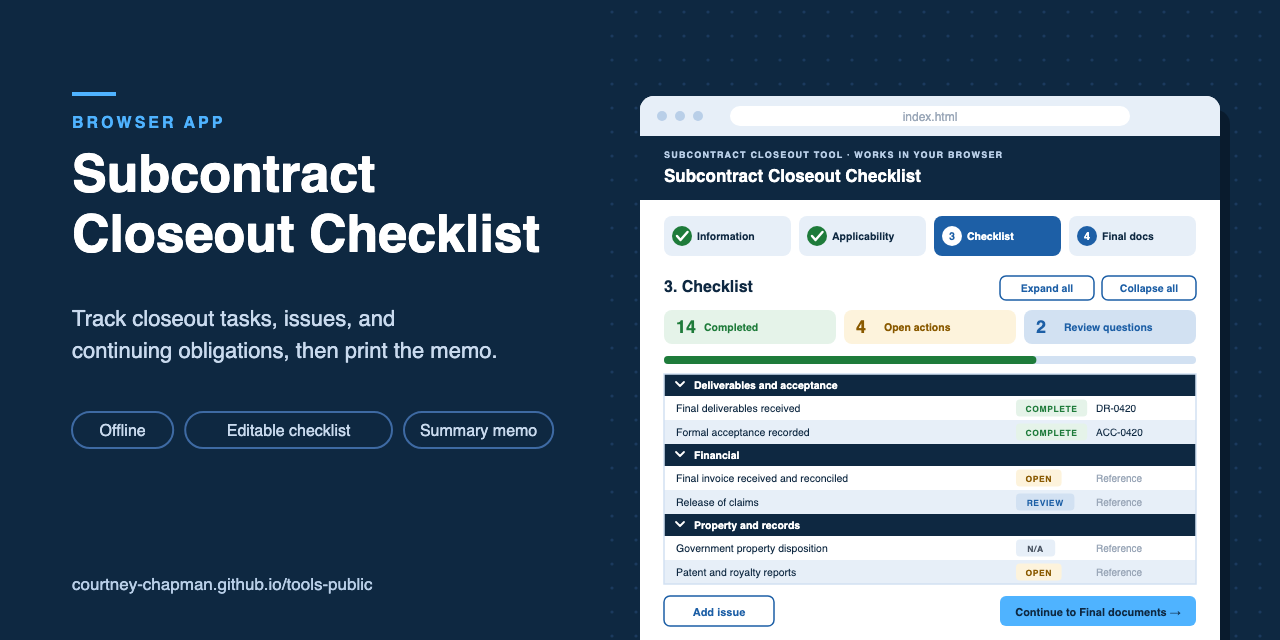 BROWSER APP
Subcontract
Closeout Checklist
Track closeout tasks, issues, and
continuing obligations, then print the memo.
Offline
Editable checklist
Summary memo
courtney-chapman.github.io/tools-public
index.html
SUBCONTRACT CLOSEOUT TOOL · WORKS IN YOUR BROWSER
Subcontract Closeout Checklist
Information
Applicability
3 Checklist
4 Final docs
3. Checklist
Expand all
Collapse all
14 Completed
4 Open actions
2 Review questions
Deliverables and acceptance
Final deliverables received COMPLETE DR-0420
Formal acceptance recorded COMPLETE ACC-0420
Financial
Final invoice received and reconciled OPEN Reference
Release of claims REVIEW Reference
Property and records
Government property disposition N/A Reference
Patent and royalty reports OPEN Reference
Add issue
Continue to Final documents →